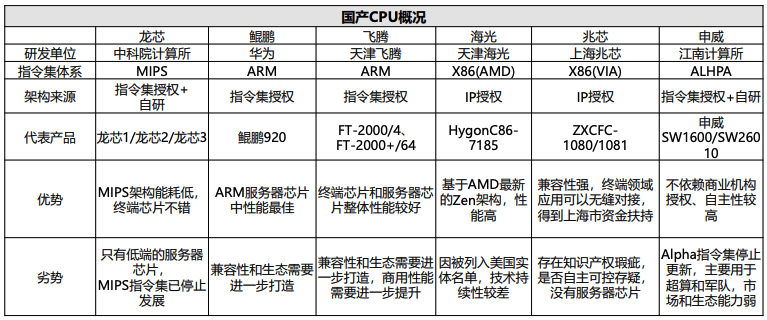 国产CPU概况
龙芯 鲲鹏 飞腾 海光 兆芯 申威
研发单位 中科院计算所 华为 天津飞腾 天津海光 上海兆芯 江南计算所
指令集体系 MIPS ARM ARM X86(AMD) X86(VIA) ALHPA
架构来源 指令集授权+
自研 指令集授权 指令集授权 IP授权 IP授权 指令集授权+自研
代表产品 龙芯1/龙芯2/龙芯3 鲲鹏920 FT-2000/4、
FT-2000+/64 HygonC86-
7185 ZXCFC-
1080/1081 申威
SW1600/SW260
10
优势 MIPS架构能耗低，
终端芯片不错 ARM服务器芯片
中性能最佳 终端芯片和服务器芯
片整体性能较好 基于AMD最新
的Zen架构，性
能高 兼容性强，终端领域
应用可以无缝对接，
得到上海市资金扶持 不依赖商业机构
授权、自主性较
高
劣势 只有低端的服务器
芯片，
MIPS指令集已停止
发展 兼容性和生态需要
进一步打造 兼容性和生态需要进
一步打造，商用性能
需要进一步提升 因被列入美国实
体名单，技术持
续性较差 存在知识产权瑕疵，
是否自主可控存疑，
没有服务器芯片 Alpha指令集停止
更新，主要用于
超算和军队，市
场和生态能力弱